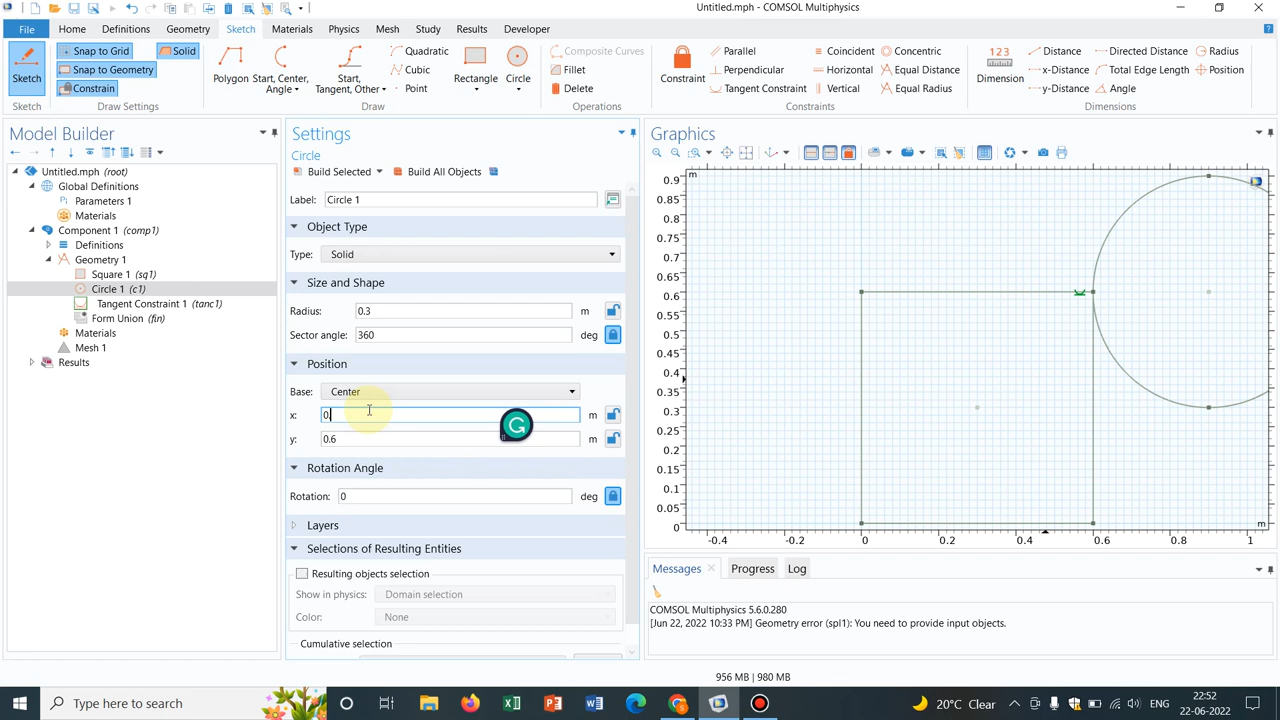 Untitled.mph - COMSOL Multiphysics
File Home Definitions Geometry Sketch Materials Physics Mesh Study Results Developer
Sketch
Snap to Grid
Snap to Geometry
Constrain
Solid
Polygon
Start, Center, Angle
Start, Tangent, Other
Quadratic
Cubic
Point
Rectangle
Circle
Composite Curves
Fillet
Delete
Constraint
Parallel
Perpendicular
Tangent Constraint
Coincident
Horizontal
Vertical
Concentric
Equal Distance
Equal Radius
123
Dimension
Distance
x-Distance
y-Distance
Directed Distance
Total Edge Length
Angle
Radius
Position
Sketch Draw Settings Draw Operations Constraints Dimensions
Model Builder
Untitled.mph (root)
Global Definitions
Parameters 1
Materials
Component 1 (comp1)
Definitions
Geometry 1
Square 1 (sq1)
Circle 1 (c1)
Tangent Constraint 1 (tanc1)
Form Union (fin)
Materials
Mesh 1
Results
Settings
Circle
Build Selected Build All Objects
Label: Circle 1
Object Type
Type: Solid
Size and Shape
Radius: 0.3 m
Sector angle: 360 deg
Position
Base: Center
x: 0. m
y: 0.6 m
Rotation Angle
Rotation: 0 deg
Layers
Selections of Resulting Entities
Resulting objects selection
Show in physics: Domain selection
Color: None
Cumulative selection
Graphics
m
0.9
0.85
0.8
0.75
0.7
0.65
0.6
0.55
0.5
0.45
0.4
0.35
0.3
0.25
0.2
0.15
0.1
0.05
0
m
-0.4 -0.2 0 0.2 0.4 0.6 0.8 1
Messages Progress Log
COMSOL Multiphysics 5.6.0.280
[Jun 22, 2022 10:33 PM] Geometry error (spl1): You need to provide input objects.
956 MB | 980 MB
Type here to search
20°C Clear
ENG
22:52
22-06-2022